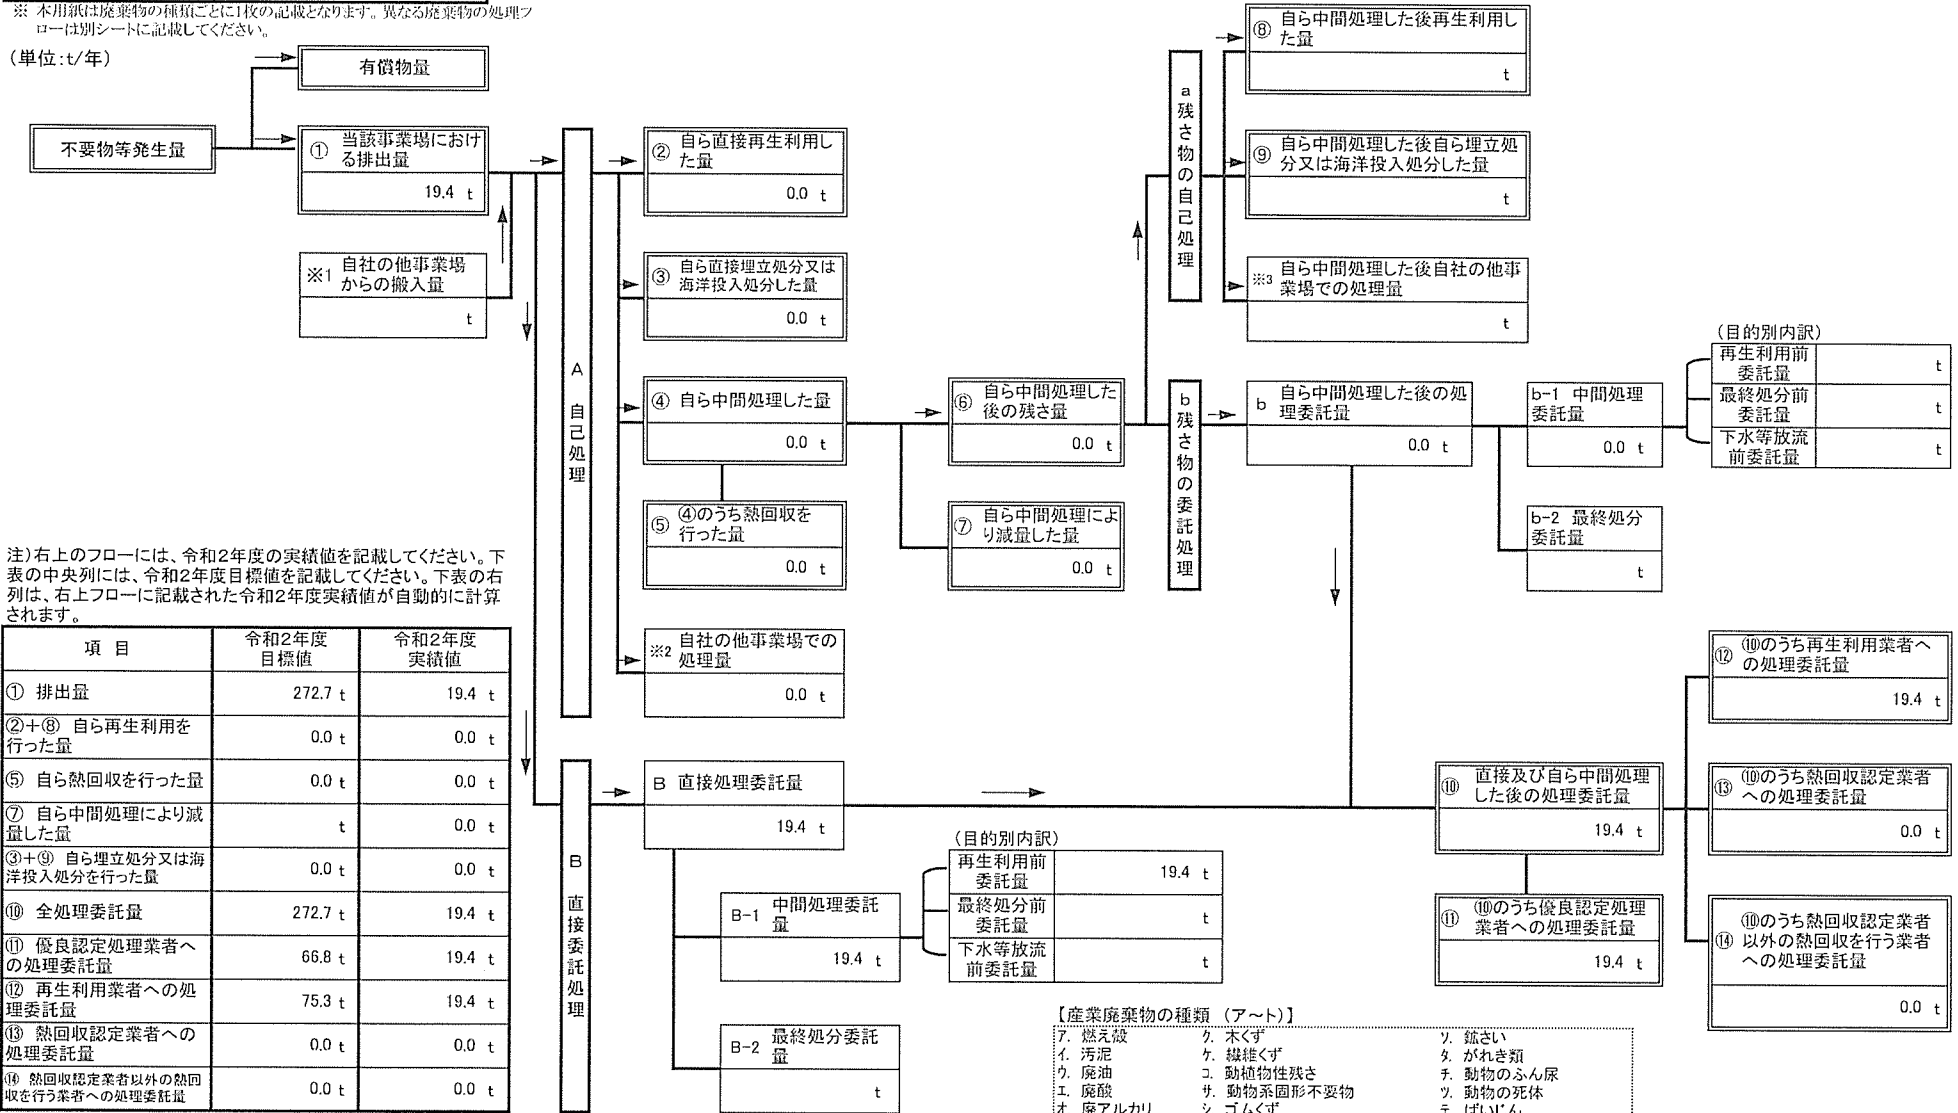 ※ 本用紙は廃棄物の種類ごとに1枚の記載となります。異なる廃棄物の処理フ
ローは別シートに記載してください。
(単位:t/年)
有償物量
不要物等発生量
① 当該事業場におけ
る排出量
19.4 t
※1 自社の他事業場
からの搬入量
t
A 自己処理
② 自ら直接再生利用し
た量
0.0 t
③ 自ら直接埋立処分又は
海洋投入処分した量
0.0 t
④ 自ら中間処理した量
0.0 t
⑤ ④のうち熱回収を
行った量
0.0 t
※2 自社の他事業場での
処理量
0.0 t
⑥ 自ら中間処理した
後の残さ量
0.0 t
⑦ 自ら中間処理によ
り減量した量
0.0 t
a 残さ物の自己処理
⑧ 自ら中間処理した後再生利用し
た量
t
⑨ 自ら中間処理した後自ら埋立処
分又は海洋投入処分した量
t
※3 自ら中間処理した後自社の他事
業場での処理量
t
b 残さ物の委託処理
b 自ら中間処理した後の処
理委託量
0.0 t
b-1 中間処理
委託量
0.0 t
(目的別内訳)
再生利用前
委託量 t
最終処分前
委託量 t
下水等放流
前委託量 t
b-2 最終処分
委託量
t
注)右上のフローには、令和2年度の実績値を記載してください。下
表の中央列には、令和2年度目標値を記載してください。下表の右
列は、右上フローに記載された令和2年度実績値が自動的に計算
されます。
項 目 令和2年度
目標値 令和2年度
実績値
① 排出量 272.7 t 19.4 t
②+⑧ 自ら再生利用を
行った量 0.0 t 0.0 t
⑤ 自ら熱回収を行った量 0.0 t 0.0 t
⑦ 自ら中間処理により減
量した量 t 0.0 t
③+⑨ 自ら埋立処分又は海
洋投入処分を行った量 0.0 t 0.0 t
⑩ 全処理委託量 272.7 t 19.4 t
⑪ 優良認定処理業者へ
の処理委託量 66.8 t 19.4 t
⑫ 再生利用業者への処
理委託量 75.3 t 19.4 t
⑬ 熱回収認定業者への
処理委託量 0.0 t 0.0 t
⑭ 熱回収認定業者以外の熱回
収を行う業者への処理委託量 0.0 t 0.0 t
B 直接委託処理
B 直接処理委託量
19.4 t
B-1 中間処理委託
量
19.4 t
(目的別内訳)
再生利用前
委託量 19.4 t
最終処分前
委託量 t
下水等放流
前委託量 t
B-2 最終処分委託
量
t
⑩ 直接及び自ら中間処理
した後の処理委託量
19.4 t
⑪ ⑩のうち優良認定処理
業者への処理委託量
19.4 t
⑫ ⑩のうち再生利用業者へ
の処理委託量
19.4 t
⑬ ⑩のうち熱回収認定業者
への処理委託量
0.0 t
⑭ ⑩のうち熱回収認定業者
以外の熱回収を行う業者
への処理委託量
0.0 t
【産業廃棄物の種類 (ア~ト)】
ア. 燃え殻 ク. 木くず ソ. 鉱さい
イ. 汚泥 ケ. 繊維くず タ. がれき類
ウ. 廃油 コ. 動植物性残さ チ. 動物のふん尿
エ. 廃酸 サ. 動物系固形不要物 ツ. 動物の死体
オ. 廃アルカリ シ. ゴムくず テ. ばいじん